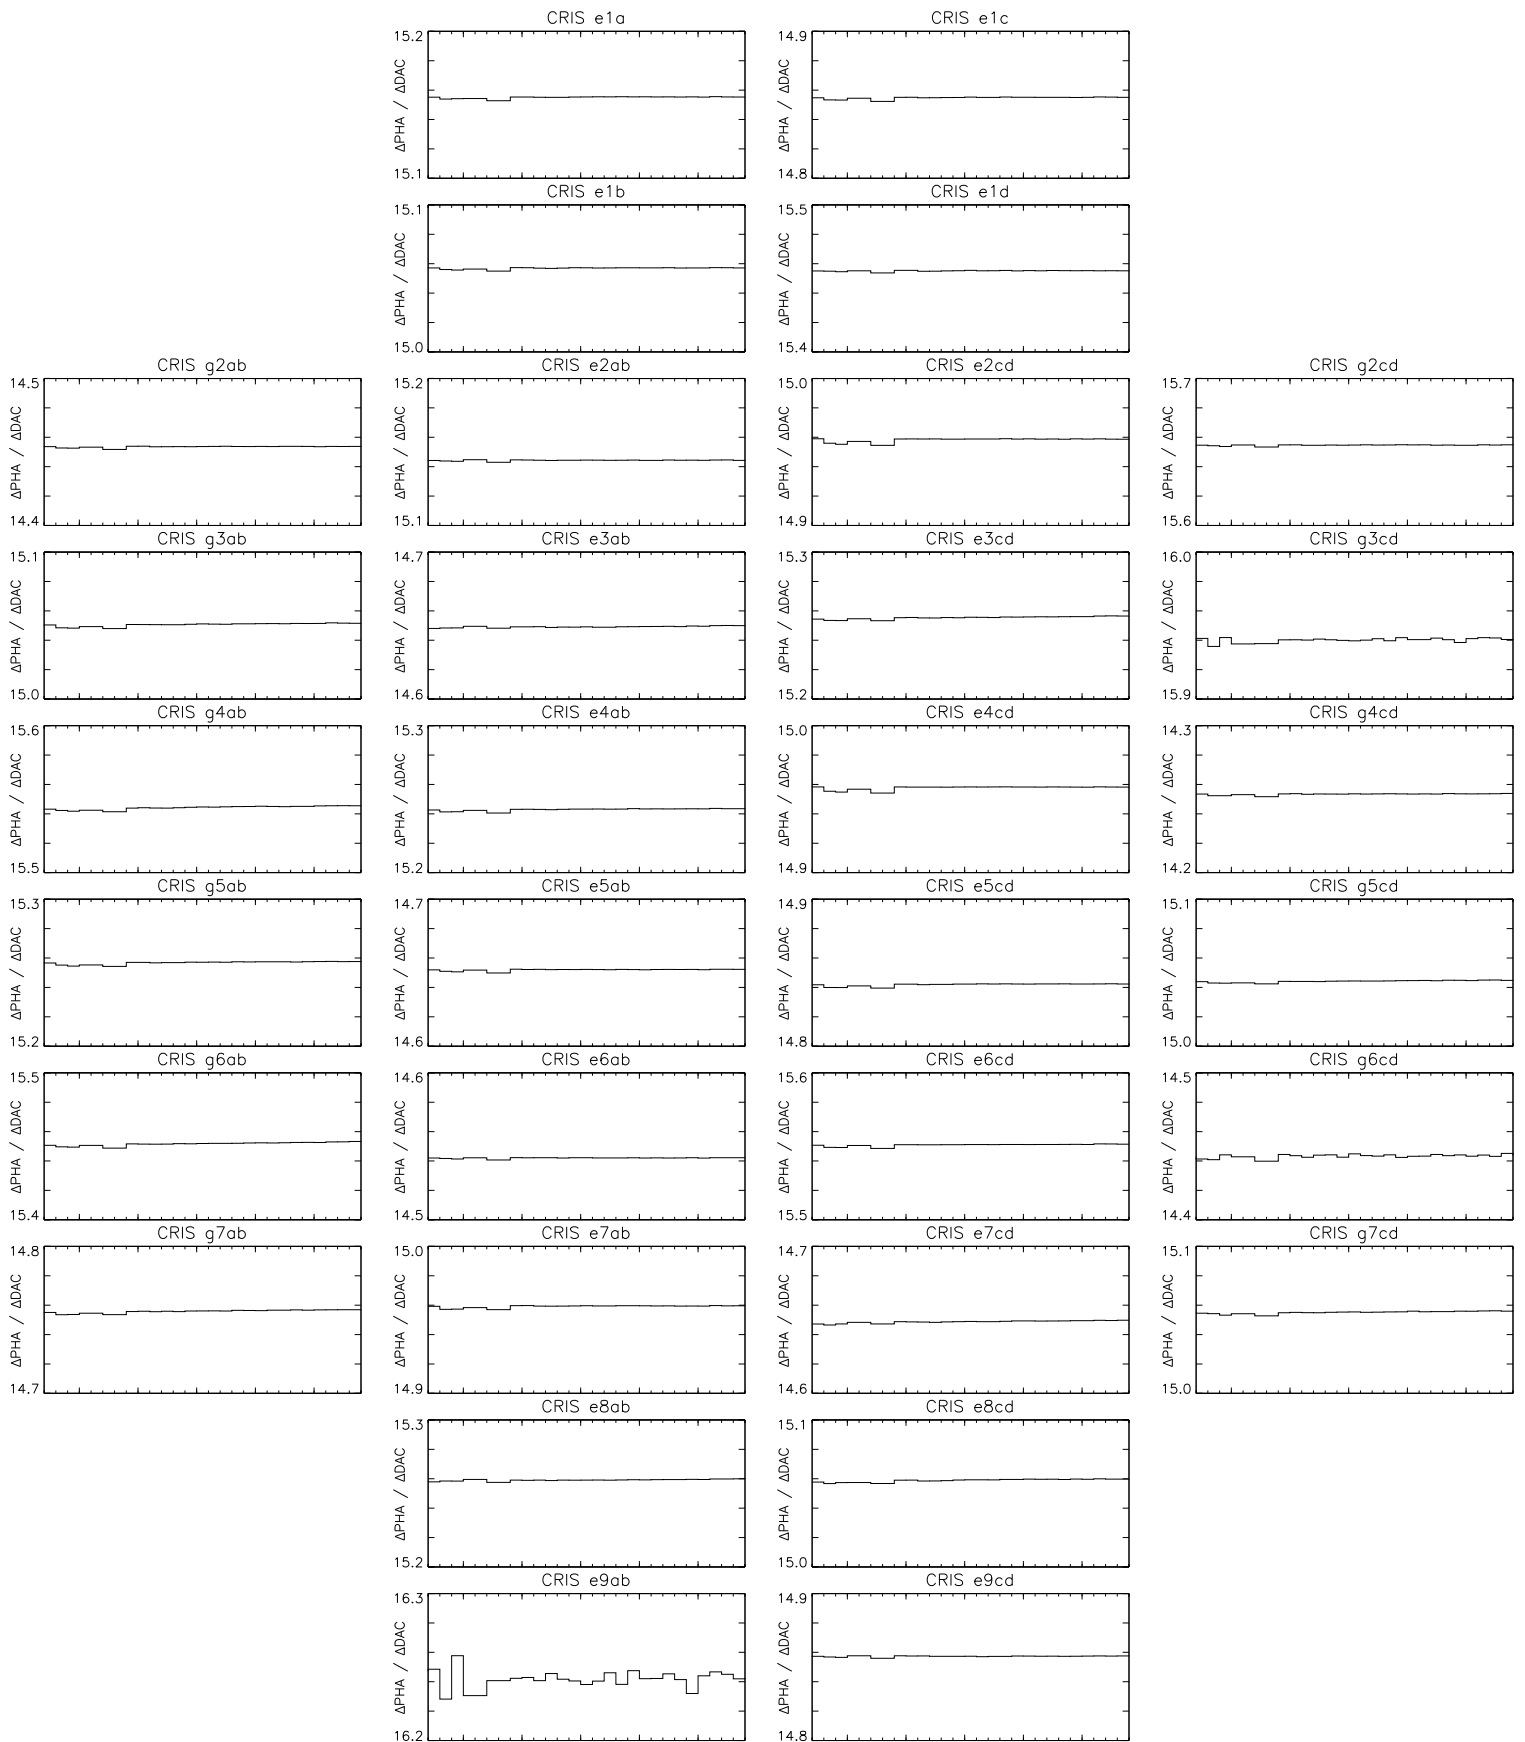 CRIS e1a CRIS e1c
15.2 14.9
ΔPHA / ΔDAC ΔPHA / ΔDAC
15.1 14.8
CRIS e1b CRIS e1d
15.1 15.5
ΔPHA / ΔDAC ΔPHA / ΔDAC
15.0 15.4
CRIS g2ab CRIS e2ab CRIS e2cd CRIS g2cd
14.5 15.2 15.0 15.7
ΔPHA / ΔDAC ΔPHA / ΔDAC ΔPHA / ΔDAC ΔPHA / ΔDAC
14.4 15.1 14.9 15.6
CRIS g3ab CRIS e3ab CRIS e3cd CRIS g3cd
15.1 14.7 15.3 16.0
ΔPHA / ΔDAC ΔPHA / ΔDAC ΔPHA / ΔDAC ΔPHA / ΔDAC
15.0 14.6 15.2 15.9
CRIS g4ab CRIS e4ab CRIS e4cd CRIS g4cd
15.6 15.3 15.0 14.3
ΔPHA / ΔDAC ΔPHA / ΔDAC ΔPHA / ΔDAC ΔPHA / ΔDAC
15.5 15.2 14.9 14.2
CRIS g5ab CRIS e5ab CRIS e5cd CRIS g5cd
15.3 14.7 14.9 15.1
ΔPHA / ΔDAC ΔPHA / ΔDAC ΔPHA / ΔDAC ΔPHA / ΔDAC
15.2 14.6 14.8 15.0
CRIS g6ab CRIS e6ab CRIS e6cd CRIS g6cd
15.5 14.6 15.6 14.5
ΔPHA / ΔDAC ΔPHA / ΔDAC ΔPHA / ΔDAC ΔPHA / ΔDAC
15.4 14.5 15.5 14.4
CRIS g7ab CRIS e7ab CRIS e7cd CRIS g7cd
14.8 15.0 14.7 15.1
ΔPHA / ΔDAC ΔPHA / ΔDAC ΔPHA / ΔDAC ΔPHA / ΔDAC
14.7 14.9 14.6 15.0
CRIS e8ab CRIS e8cd
15.3 15.1
ΔPHA / ΔDAC ΔPHA / ΔDAC
15.2 15.0
CRIS e9ab CRIS e9cd
16.3 14.9
ΔPHA / ΔDAC ΔPHA / ΔDAC
16.2 14.8